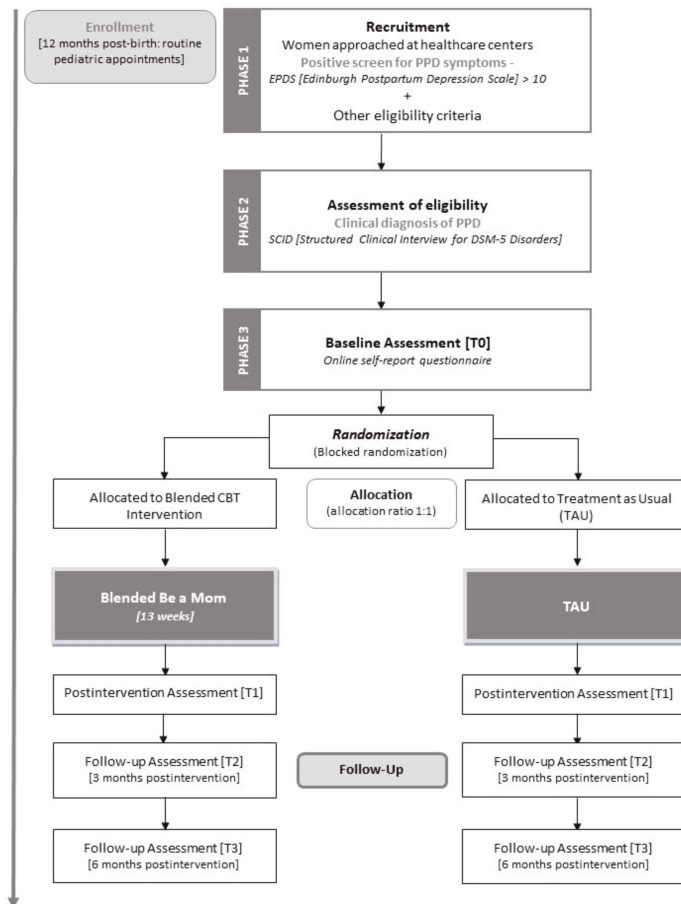 Enrollment
[12 months post-birth: routine
pediatric appointments]
PHASE 1
Recruitment
Women approached at healthcare centers
Positive screen for PPD symptoms -
EPDS [Edinburgh Postpartum Depression Scale] > 10
+
Other eligibility criteria
PHASE 2
Assessment of eligibility
Clinical diagnosis of PPD
SCID [Structured Clinical Interview for DSM-5 Disorders]
PHASE 3
Baseline Assessment [T0]
Online self-report questionnaire
Randomization
(Blocked randomization)
Allocated to Blended CBT
Intervention
Allocation
(allocation ratio 1:1)
Allocated to Treatment as Usual
(TAU)
Blended Be a Mom
[13 weeks]
TAU
Postintervention Assessment [T1]
Postintervention Assessment [T1]
Follow-up Assessment [T2]
[3 months postintervention]
Follow-Up
Follow-up Assessment [T2]
[3 months postintervention]
Follow-up Assessment [T3]
[6 months postintervention]
Follow-up Assessment [T3]
[6 months postintervention]